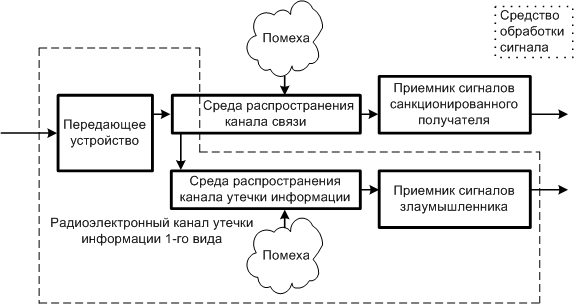 Средство
обработки
сигнала
Помеха
Передающее
устройство
Среда распространения
канала связи
Приемник сигналов
санкционированного
получателя
Среда распространения
канала утечки информации
Приемник сигналов
злаумышленника
Радиоэлектронный канал утечки
информации 1-го вида
Помеха